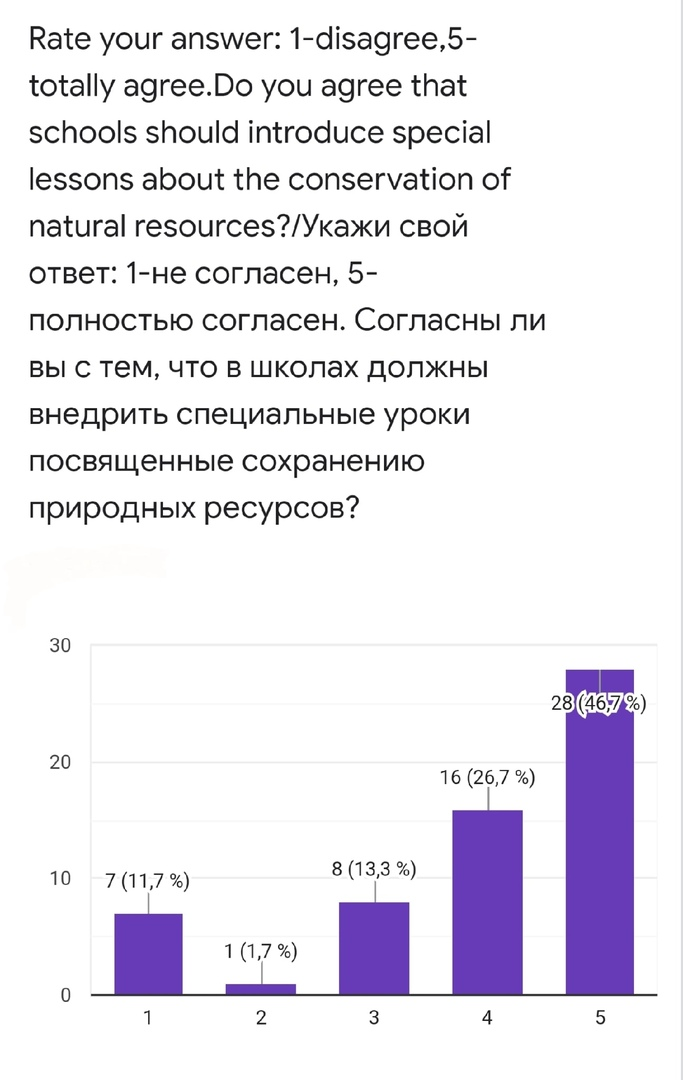 Rate your answer: 1-disagree,5-
totally agree.Do you agree that
schools should introduce special
lessons about the conservation of
natural resources?/Укажи свой
ответ: 1-не согласен, 5-
полностью согласен. Согласны ли
вы с тем, что в школах должны
внедрить специальные уроки
посвященные сохранению
природных ресурсов?
30
28 (46,7 %)
20
16 (26,7 %)
10
7 (11,7 %)
8 (13,3 %)
1 (1,7 %)
0
1 2 3 4 5